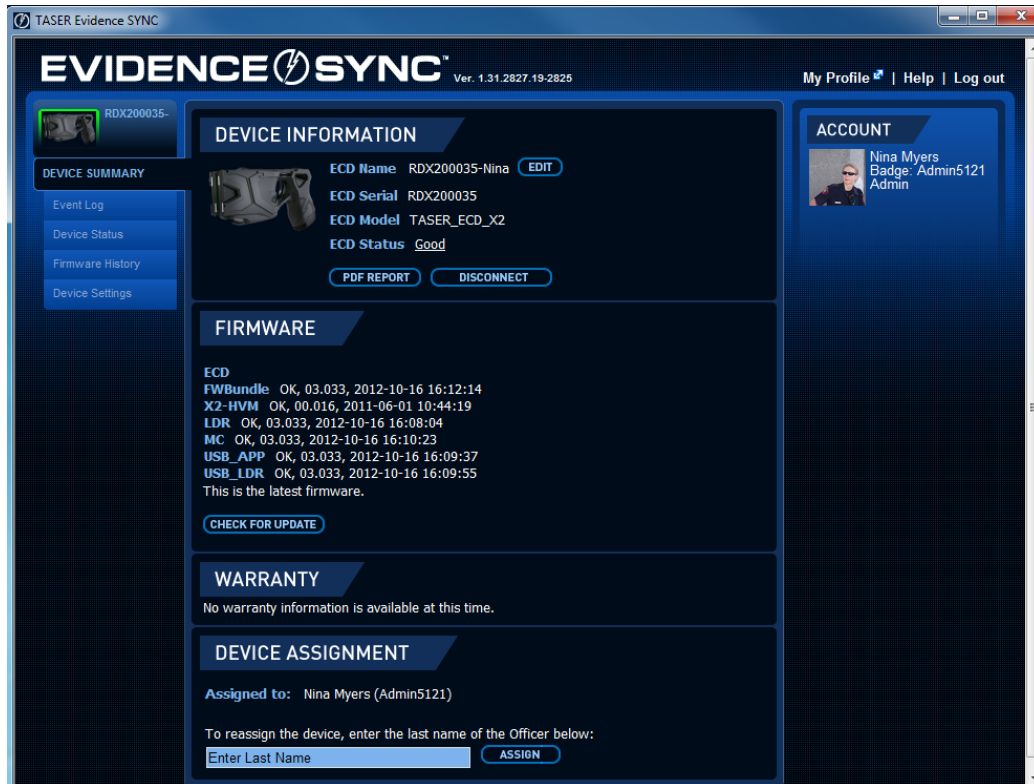 TASER Evidence SYNC
EVIDENCE SYNC™ Ver. 1.31.2827.19-2825
My Profile | Help | Log out
RDX200035-
DEVICE SUMMARY
Event Log
Device Status
Firmware History
Device Settings
DEVICE INFORMATION
ECD Name RDX200035-Nina EDIT
ECD Serial RDX200035
ECD Model TASER_ECD_X2
ECD Status Good
PDF REPORT DISCONNECT
FIRMWARE
ECD
FWBundle OK, 03.033, 2012-10-16 16:12:14
X2-HVM OK, 00.016, 2011-06-01 10:44:19
LDR OK, 03.033, 2012-10-16 16:08:04
MC OK, 03.033, 2012-10-16 16:10:23
USB_APP OK, 03.033, 2012-10-16 16:09:37
USB_LDR OK, 03.033, 2012-10-16 16:09:55
This is the latest firmware.
CHECK FOR UPDATE
WARRANTY
No warranty information is available at this time.
DEVICE ASSIGNMENT
Assigned to: Nina Myers (Admin5121)
To reassign the device, enter the last name of the Officer below:
Enter Last Name ASSIGN
ACCOUNT
Nina Myers
Badge: Admin5121
Admin